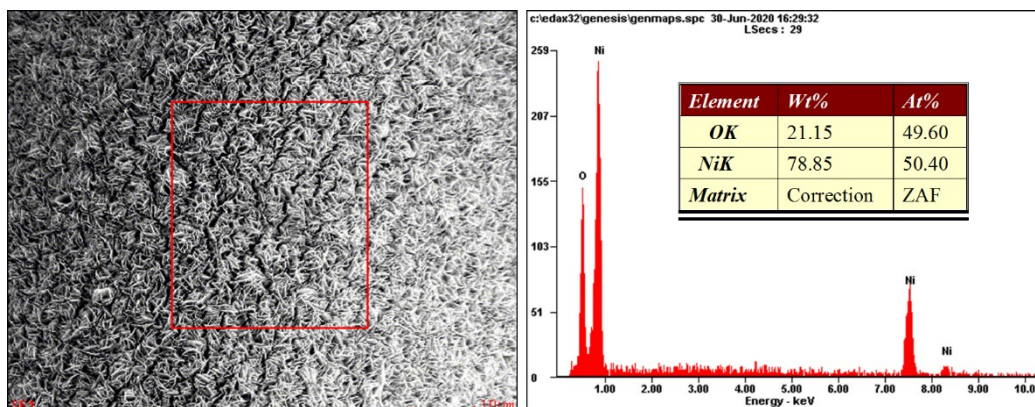 c:\edax32\genesis\genmaps.spc 30-Jun-2020 16:29:32
LSecs : 29
259
207
155
103
51
0
Ni
O
Ni
Ni
Element Wt% At%
OK 21.15 49.60
NiK 78.85 50.40
Matrix Correction ZAF
1.00 2.00 3.00 4.00 5.00 6.00 7.00 8.00 9.00 10.0
Energy - keV